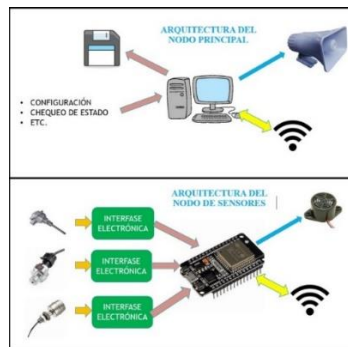 ARQUITECTURA DEL
NODO PRINCIPAL
• CONFIGURACIÓN
• CHEQUEO DE ESTADO
• ETC.
ARQUITECTURA DEL
NODO DE SENSORES
INTERFASE
ELECTRÓNICA
INTERFASE
ELECTRÓNICA
INTERFASE
ELECTRÓNICA